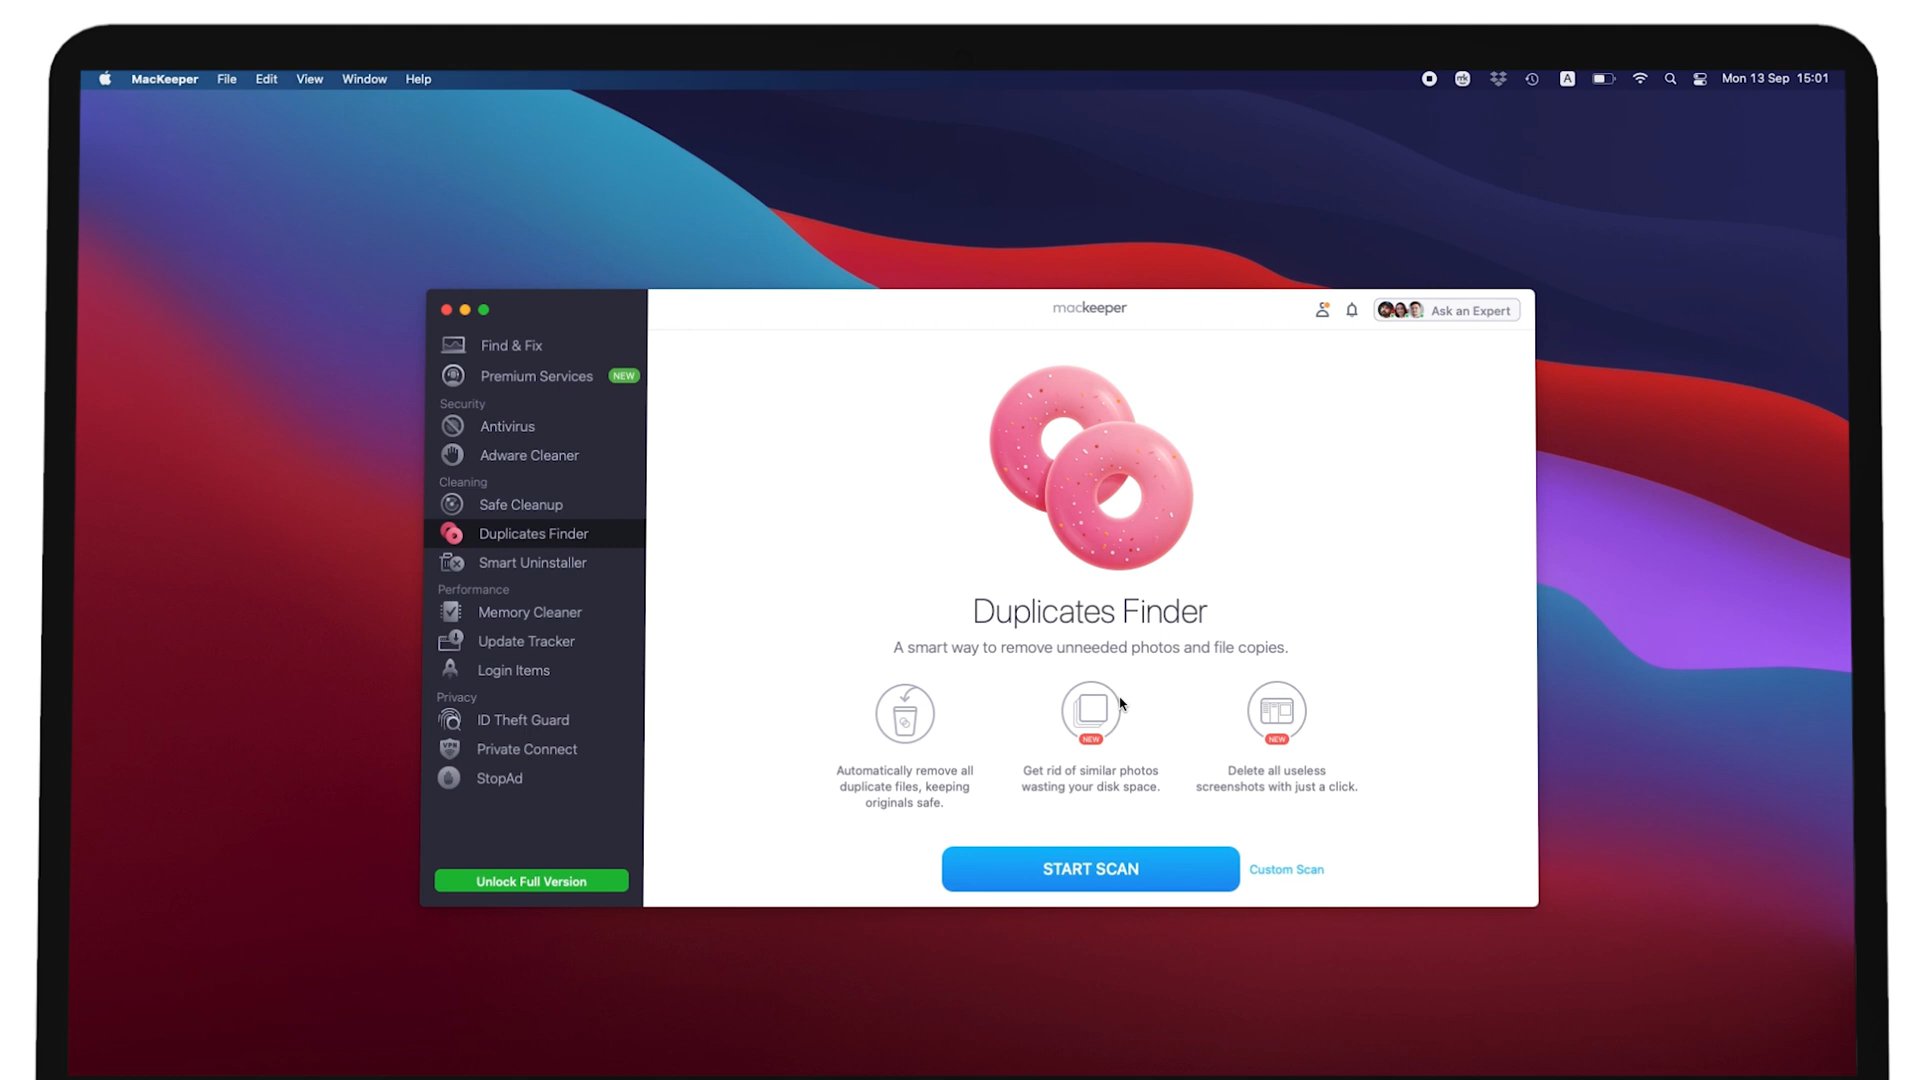 MacKeeper File Edit View Window Help
mk A Mon 13 Sep 15:01
mackeeper
Ask an Expert
Find & Fix
Premium Services NEW
Security
Antivirus
Adware Cleaner
Cleaning
Safe Cleanup
Duplicates Finder
Smart Uninstaller
Performance
Memory Cleaner
Update Tracker
Login Items
Privacy
ID Theft Guard
VPN Private Connect
StopAd
Unlock Full Version
Duplicates Finder
A smart way to remove unneeded photos and file copies.
Automatically remove all
duplicate files, keeping
originals safe.
NEW
Get rid of similar photos
wasting your disk space.
NEW
Delete all useless
screenshots with just a click.
START SCAN
Custom Scan